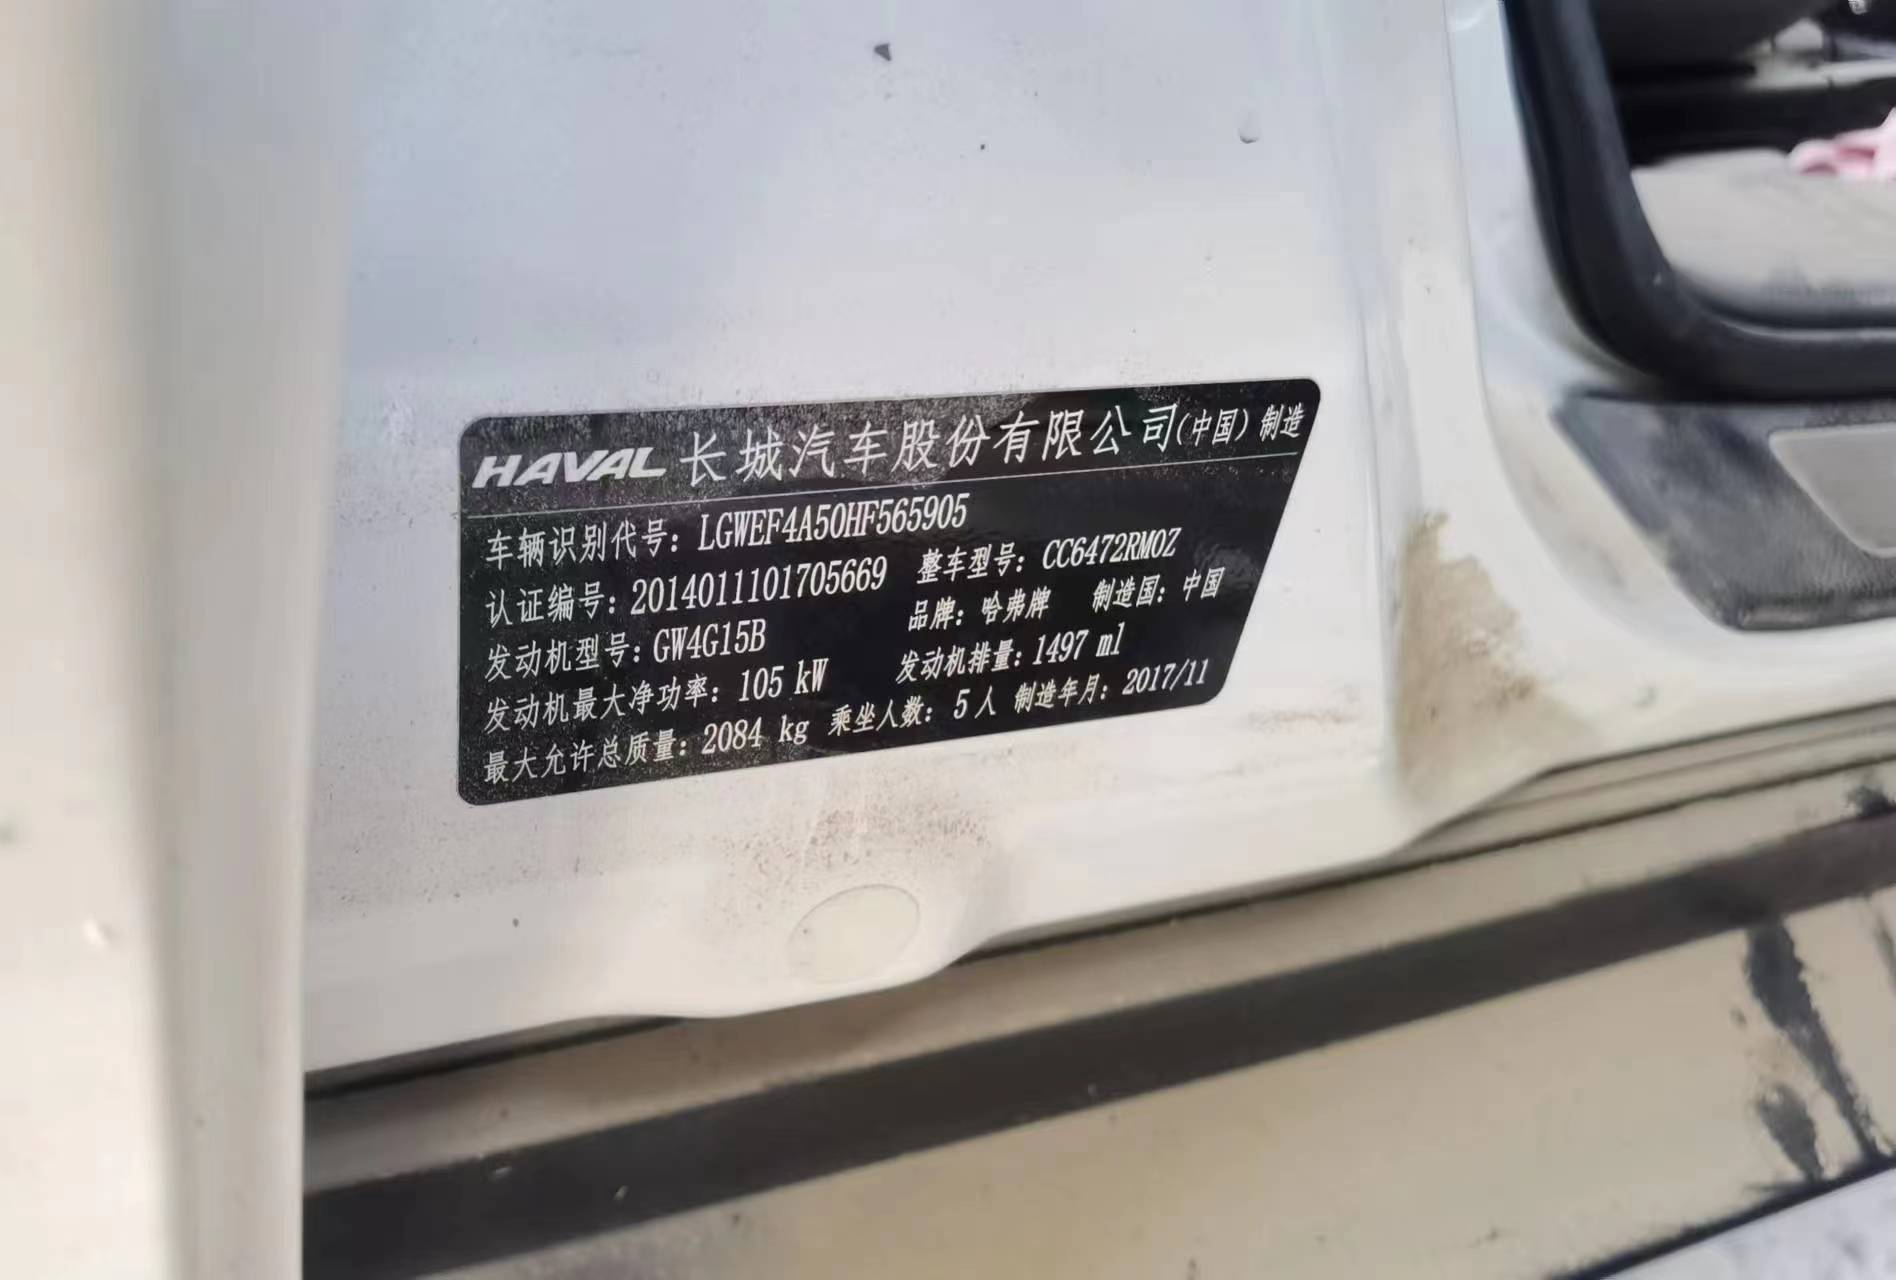 HAVAL 长城汽车股份有限公司(中国)制造
车辆识别代号：LGWEF4A50HF565905
认证编号：2014011101705669 整车型号：CC6472RM0Z
发动机型号：GW4G15B 品牌：哈弗牌 制造国：中国
发动机最大净功率：105 kW 发动机排量：1497 ml
最大允许总质量：2084 kg 乘坐人数：5人 制造年月：2017/11